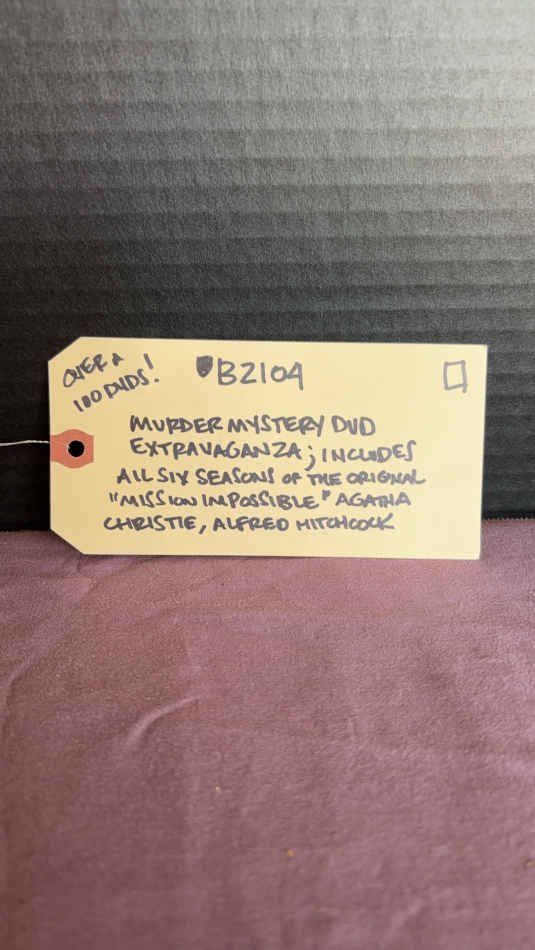 OVER A
100 DVDS!
B2104
MURDER MYSTERY DVD
EXTRAVAGANZA; INCLUDES
ALL SIX SEASONS OF THE ORIGINAL
"MISSION IMPOSSIBLE" AGATHA
CHRISTIE, ALFRED HITCHCOCK